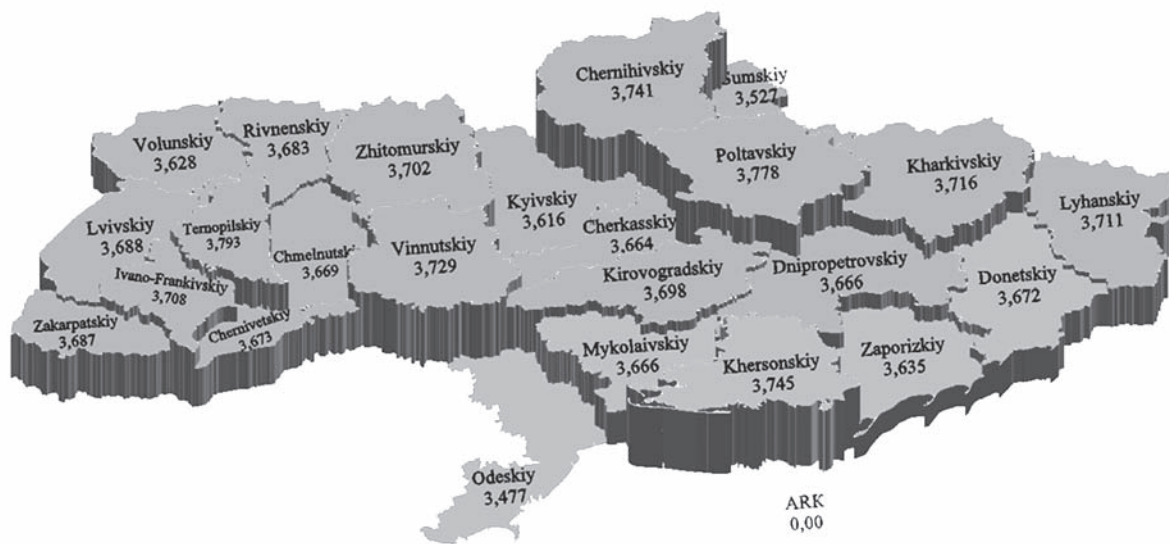 Chernihivskiy
3,741
Sumskiy
3,527
Volunskiy
3,628
Rivnenskiy
3,683
Zhitomurskiy
3,702
Poltavskiy
3,778
Kharkivskiy
3,716
Lyhanskiy
3,711
Kyivskiy
3,616
Cherkasskiy
3,664
Lvivskiy
3,688
Ternopilskiy
3,793
Chmelnutsk
3,669
Vinnutskiy
3,729
Ivano-Frankivskiy
3,708
Kirovogradskiy
3,698
Dnipropetrovskiy
3,666
Donetskiy
3,672
Zakarpatskiy
3,687
Chernivetskiy
3,673
Mykolaivskiy
3,666
Khersonskiy
3,745
Zaporizkiy
3,635
Odeskiy
3,477
ARK
0,00